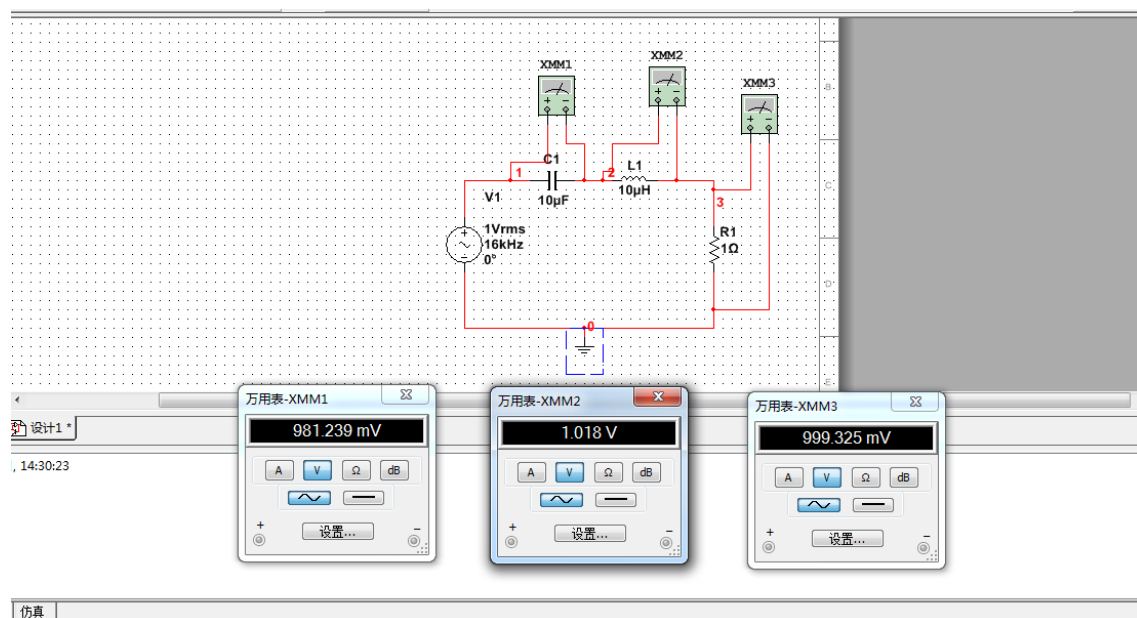 XMM1
XMM2
XMM3
B
C
D
E
1
C1
10µF
2
L1
10µH
3
V1
1Vrms
16kHz
0°
R1
1Ω
0
设计1 *
, 14:30:23
万用表-XMM1
981.239 mV
A V Ω dB
+ 设置... −
万用表-XMM2
1.018 V
A V Ω dB
+ 设置... −
万用表-XMM3
999.325 mV
A V Ω dB
+ 设置... −
仿真